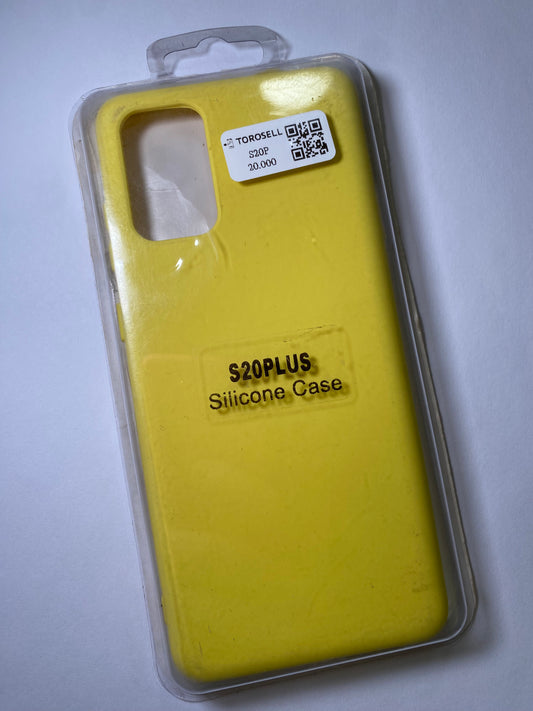 TOROSELL
S20P
20.000
S20PLUS
Silicone Case